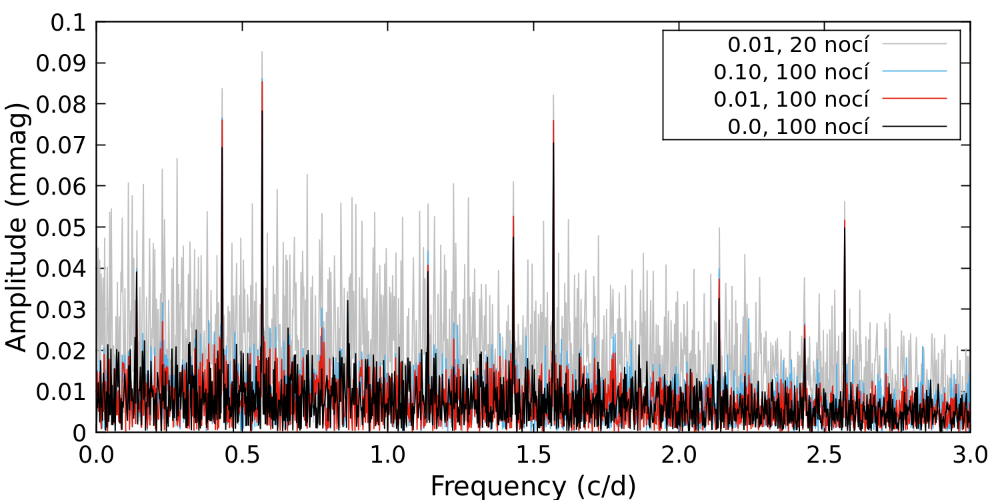 0.1
0.09
0.08
0.07
0.06
0.05
0.04
0.03
0.02
0.01
0
Amplitude (mmag)
0.01, 20 nocí
0.10, 100 nocí
0.01, 100 nocí
0.0, 100 nocí
0.0 0.5 1.0 1.5 2.0 2.5 3.0
Frequency (c/d)